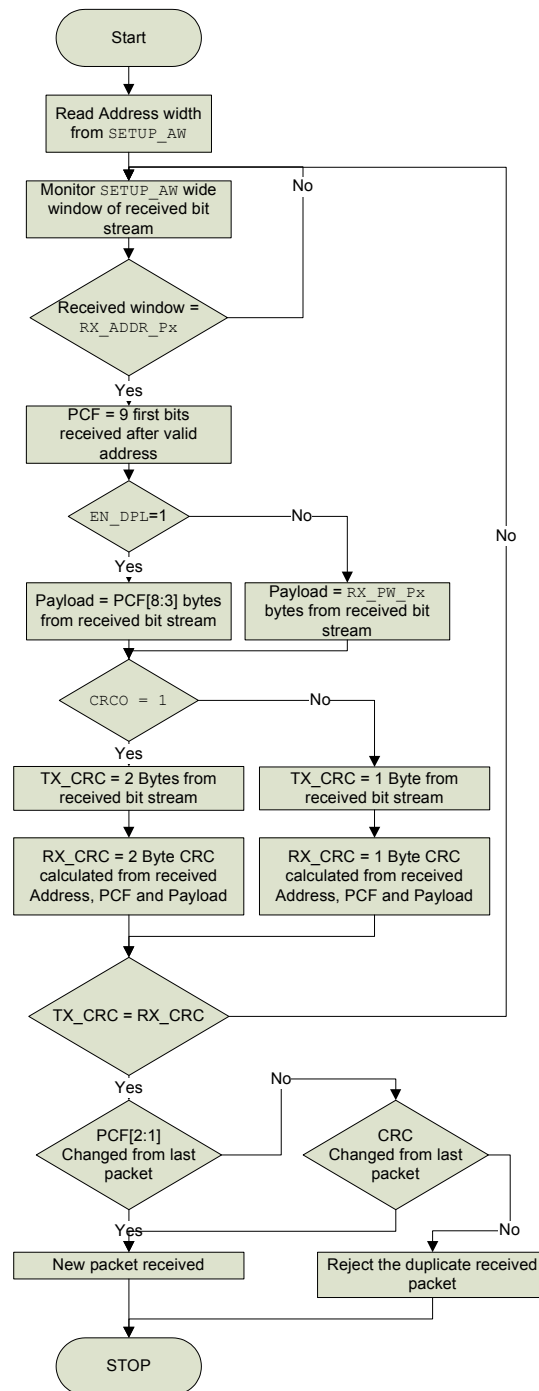 Start
Read Address width
from SETUP_AW
No
Monitor SETUP_AW wide
window of received bit
stream
Received window =
RX_ADDR_Px
Yes
PCF = 9 first bits
received after valid
address
EN_DPL=1
No
No
Yes
Payload = PCF[8:3] bytes
from received bit stream
Payload = RX_PW_Px
bytes from received bit
stream
CRCO = 1
No
Yes
TX_CRC = 2 Bytes from
received bit stream
TX_CRC = 1 Byte from
received bit stream
RX_CRC = 2 Byte CRC
calculated from received
Address, PCF and Payload
RX_CRC = 1 Byte CRC
calculated from received
Address, PCF and Payload
TX_CRC = RX_CRC
Yes
No
PCF[2:1]
Changed from last
packet
CRC
Changed from last
packet
Yes
No
New packet received
Reject the duplicate received
packet
STOP